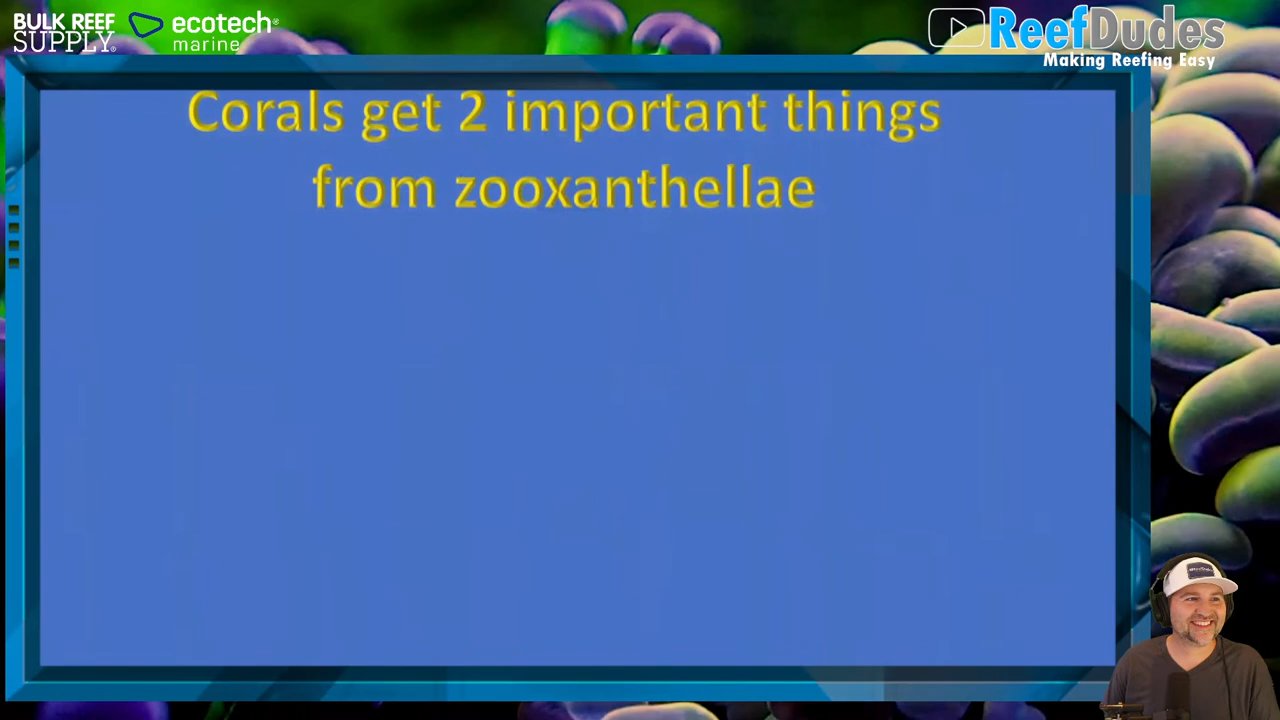 BULK REEF
SUPPLY®
ecotech®
marine
ReefDudes
Making Reefing Easy
Corals get 2 important things
from zooxanthellae